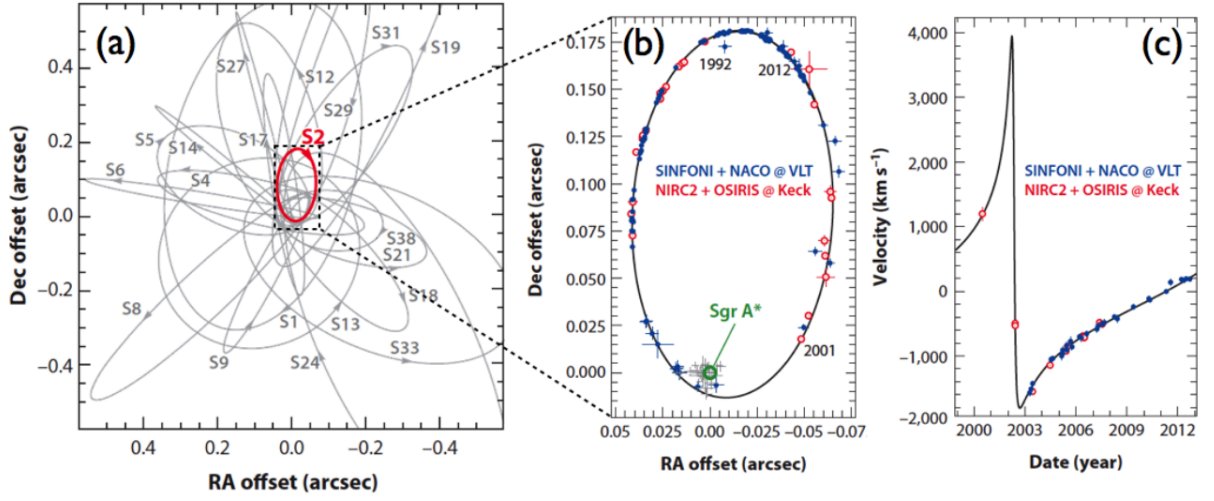 (a)
S31
S19
S27
S12
S29
S5
S14
S17
S2
S6
S4
S38
S21
S8
S18
S1
S13
S9
S24
S33
0.4
0.2
0.0
−0.2
−0.4
Dec offset (arcsec)
0.4 0.2 0.0 −0.2 −0.4
RA offset (arcsec)
(b)
1992
2012
SINFONI + NACO @ VLT
NIRC2 + OSIRIS @ Keck
Sgr A*
2001
0.175
0.150
0.125
0.100
0.075
0.050
0.025
0.000
Dec offset (arcsec)
0.05 0.025 0.00 −0.025 −0.05 −0.07
RA offset (arcsec)
(c)
SINFONI + NACO @ VLT
NIRC2 + OSIRIS @ Keck
4,000
2,000
0
−1,000
−2,000
Velocity (km s⁻¹)
2000 2003 2006 2009 2012
Date (year)